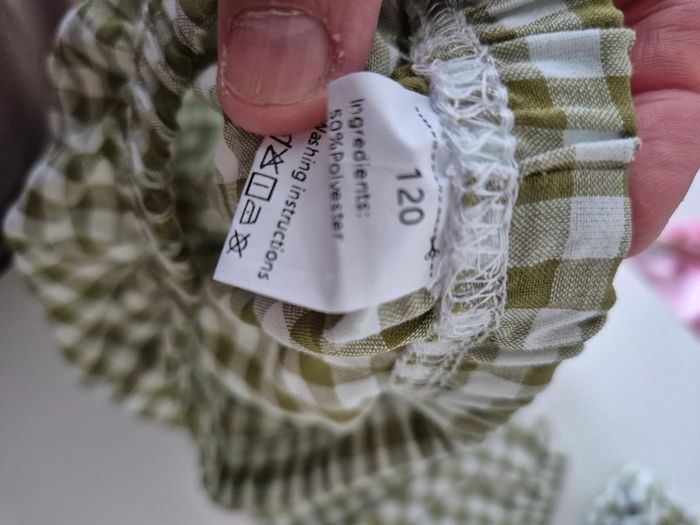 120
Ingredients:
50%Polyester
Washing instructions